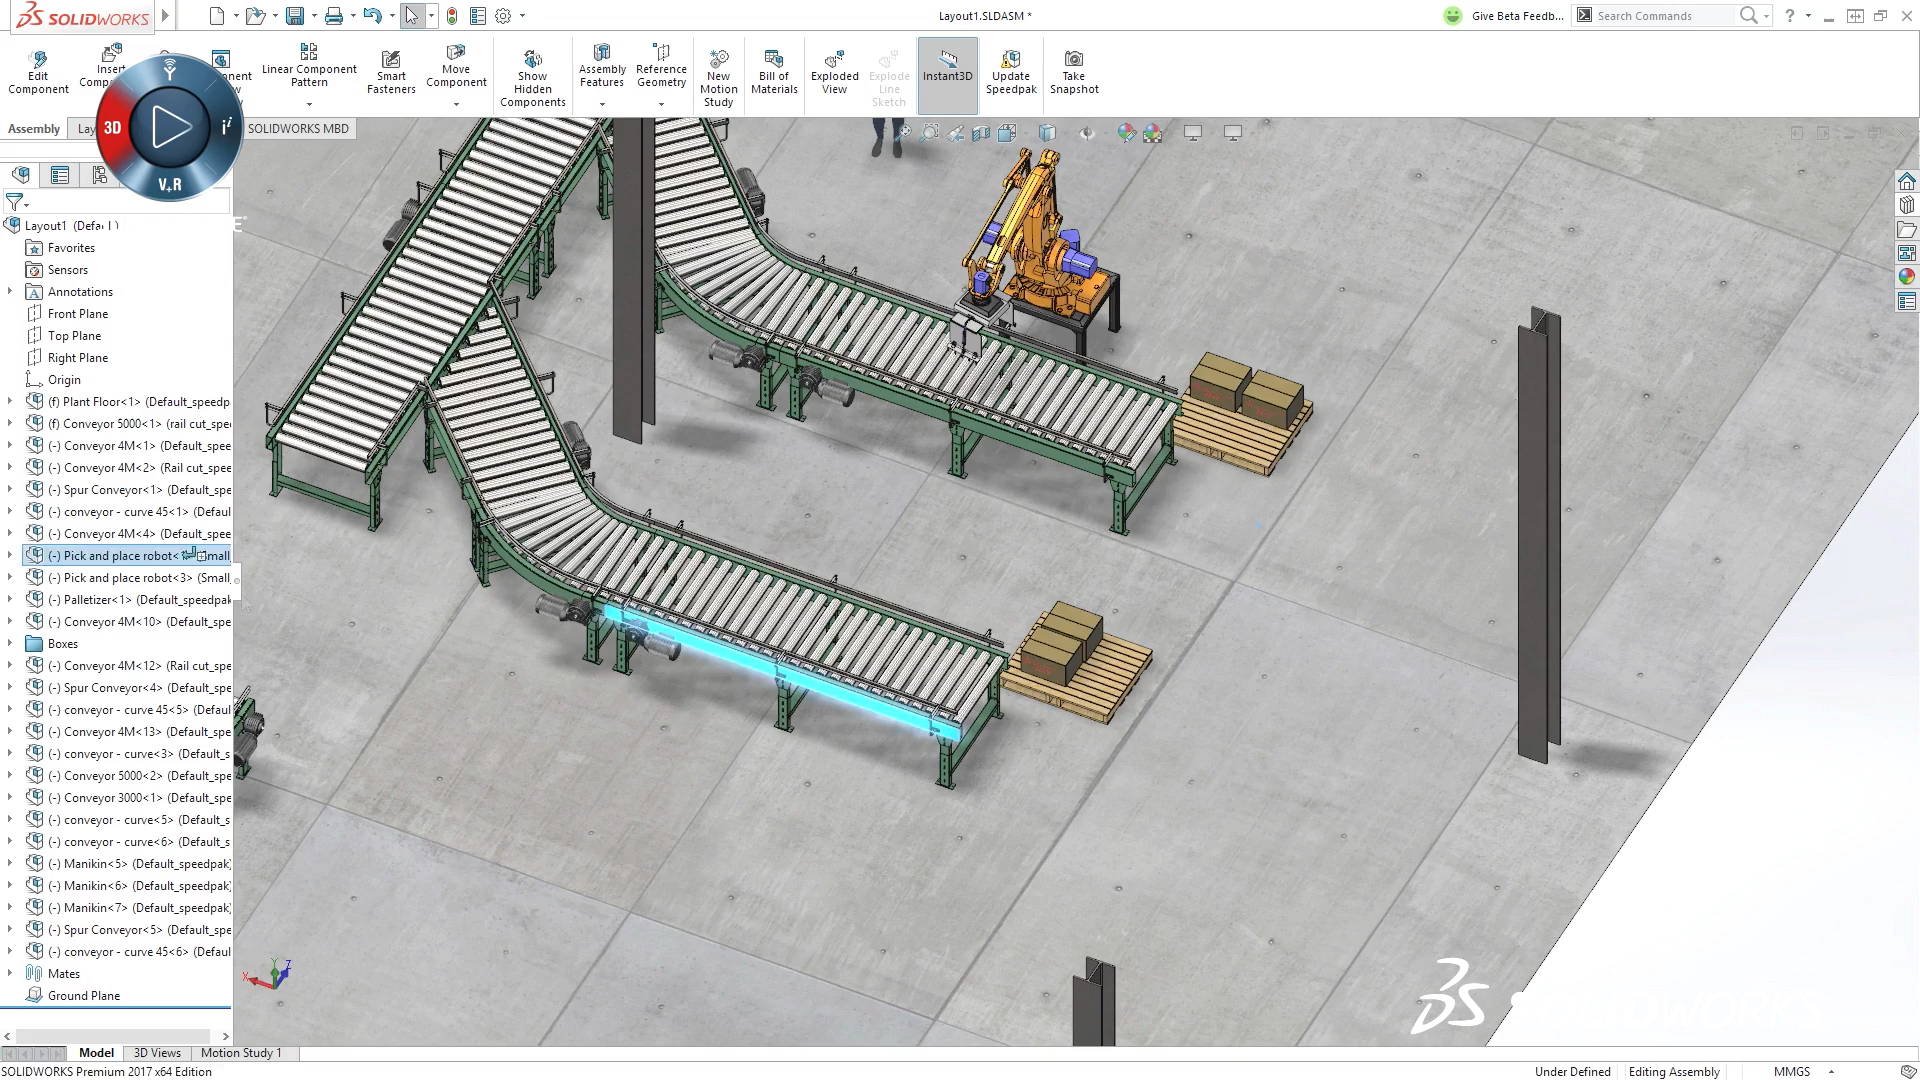 SOLIDWORKS
Layout1.SLDASM *
Give Beta Feedb...
Search Commands
?
Edit Component
Insert
Linear Component Pattern
Smart Fasteners
Move Component
Show Hidden Components
Assembly Features
Reference Geometry
New Motion Study
Bill of Materials
Exploded View
Explode Line Sketch
Instant3D
Update Speedpak
Take Snapshot
3D
V+R
Assembly
SOLIDWORKS MBD
Layout1 (Defa
Favorites
Sensors
Annotations
Front Plane
Top Plane
Right Plane
Origin
(f) Plant Floor<1> (Default_speedp
(f) Conveyor 5000<1> (rail cut_spe
(-) Conveyor 4M<1> (Default_spee
(-) Conveyor 4M<2> (Rail cut_spee
(-) Spur Conveyor<1> (Default_spe
(-) conveyor - curve 45<1> (Defaul
(-) Conveyor 4M<4> (Default_spee
(-) Pick and place robot< Small_
(-) Pick and place robot<3> (Small_
(-) Palletizer<1> (Default_speedpak
(-) Conveyor 4M<10> (Default_spe
Boxes
(-) Conveyor 4M<12> (Rail cut_spe
(-) Spur Conveyor<4> (Default_spe
(-) conveyor - curve 45<5> (Defaul
(-) Conveyor 4M<13> (Default_spe
(-) conveyor - curve<3> (Default_s
(-) Conveyor 5000<2> (Default_spe
(-) Conveyor 3000<1> (Default_spe
(-) conveyor - curve<5> (Default_s
(-) conveyor - curve<6> (Default_s
(-) Manikin<5> (Default_speedpak)
(-) Manikin<6> (Default_speedpak)
(-) Manikin<7> (Default_speedpak)
(-) Spur Conveyor<5> (Default_spe
(-) conveyor - curve 45<6> (Defaul
Mates
Ground Plane
X Y Z
SOLIDWORKS
Model
3D Views
Motion Study 1
SOLIDWORKS Premium 2017 x64 Edition
Under Defined
Editing Assembly
MMGS